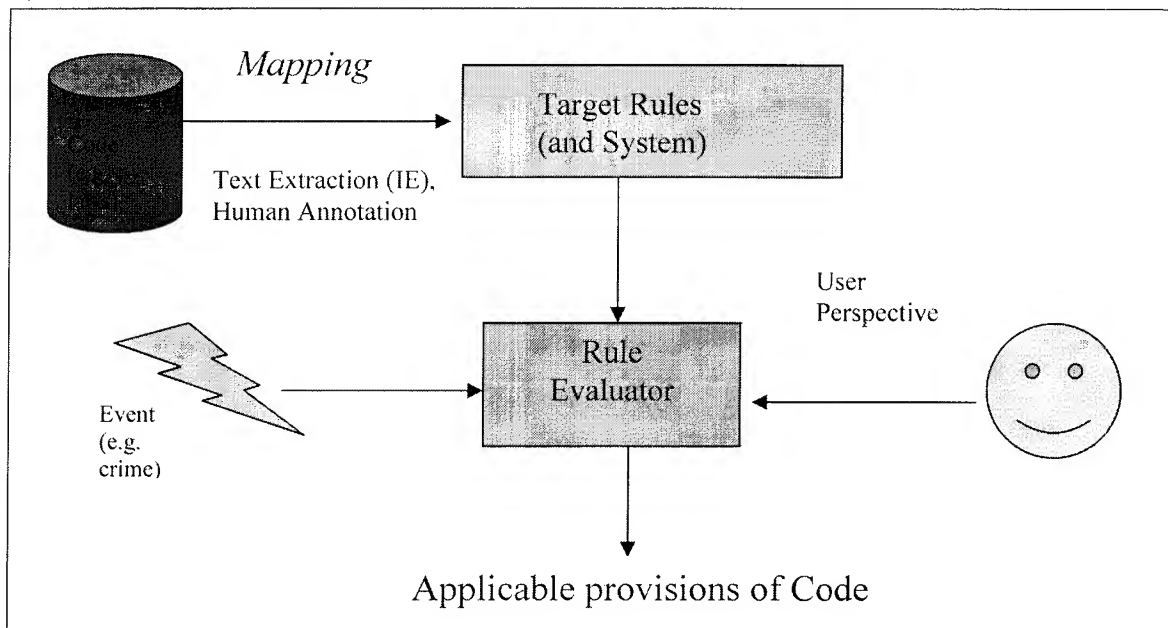 Mapping
Target Rules
(and System)
Code
Text Extraction (IE),
Human Annotation
User
Perspective
Rule
Evaluator
Event
(e.g.
crime)
Applicable provisions of Code